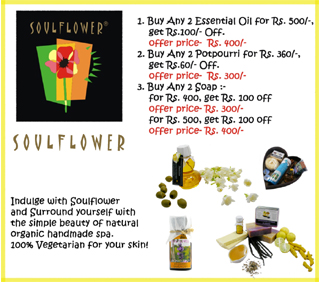 SOULFLOWER®
SOULFLOWER
1. Buy Any 2 Essential Oil for Rs. 500/-,
get Rs.100/- Off.
offer price- Rs. 400/-
2. Buy Any 2 Potpourri for Rs. 360/-,
get Rs.60/- Off.
offer price- Rs. 300/-
3. Buy Any 2 Soap :-
for Rs. 400, get Rs. 100 off
offer price- Rs. 300/-
for Rs. 500, get Rs. 100 off
offer price- Rs. 400/-
Indulge with Soulflower
and Surround yourself with
the simple beauty of natural
organic handmade spa.
100% Vegetarian for your skin!